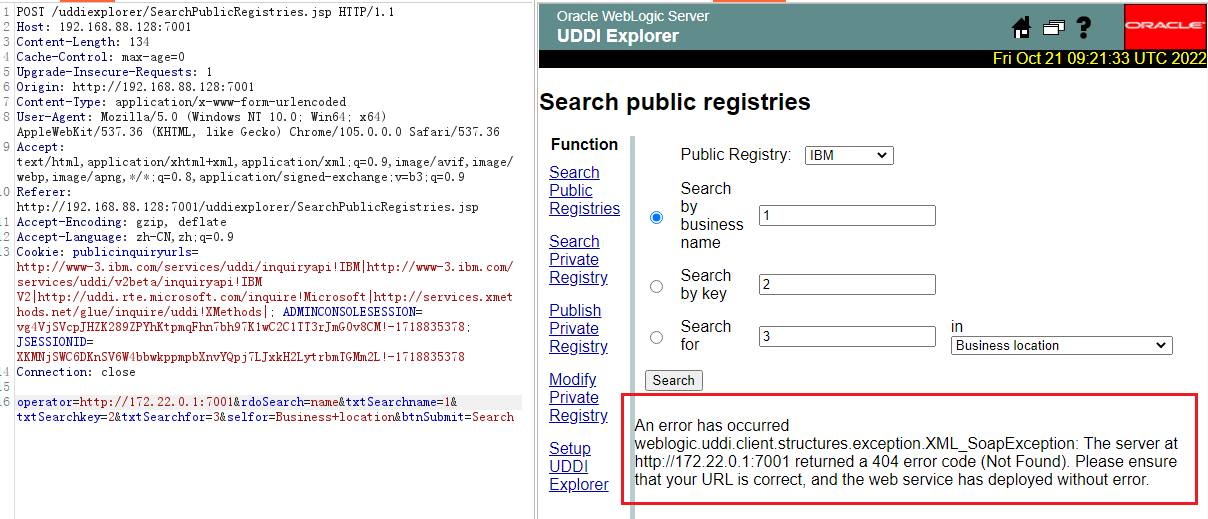 1 POST /uddiexplorer/SearchPublicRegistries.jsp HTTP/1.1
2 Host: 192.168.88.128:7001
3 Content-Length: 134
4 Cache-Control: max-age=0
5 Upgrade-Insecure-Requests: 1
6 Origin: http://192.168.88.128:7001
7 Content-Type: application/x-www-form-urlencoded
8 User-Agent: Mozilla/5.0 (Windows NT 10.0; Win64; x64)
AppleWebKit/537.36 (KHTML, like Gecko) Chrome/105.0.0.0 Safari/537.36
9 Accept:
text/html,application/xhtml+xml,application/xml;q=0.9,image/avif,image/
webp,image/apng,*/*;q=0.8,application/signed-exchange;v=b3;q=0.9
10 Referer:
http://192.168.88.128:7001/uddiexplorer/SearchPublicRegistries.jsp
11 Accept-Encoding: gzip, deflate
12 Accept-Language: zh-CN,zh;q=0.9
13 Cookie: publicinquiryurls=
http://www-3.ibm.com/services/uddi/inquiryapi!IBM|http://www-3.ibm.com/
services/uddi/v2beta/inquiryapi!IBM
V2|http://uddi.rte.microsoft.com/inquire!Microsoft|http://services.xmet
hods.net/glue/inquire/uddi!XMethods|; ADMINCONSOLESESSION=
vg4VjSVcpJHZK289ZPYhKtpmqFhn7bh97K1wC2C1TT3rJmG0v8CM!-1718835378;
JSESSIONID=
XKMNjSWC6DKnSV6W4bbwkppmpbXnvYQpj7LJxkH2LytrbmTGMm2L!-1718835378
14 Connection: close
15
16 operator=http://172.22.0.1:7001&rdoSearch=name&txtSearchname=1&
txtSearchkey=2&txtSearchfor=3&selfor=Business+location&btnSubmit=Search
Oracle WebLogic Server
UDDI Explorer
?
ORACLE
Fri Oct 21 09:21:33 UTC 2022
Search public registries
Function
Search
Public
Registries
Search
Private
Registry
Publish
Private
Registry
Modify
Private
Registry
Setup
UDDI
Explorer
Public Registry: IBM
Search
by
business
name
1
Search
by key
2
Search
for
3
in
Business location
Search
An error has occurred
weblogic.uddi.client.structures.exception.XML_SoapException: The server at
http://172.22.0.1:7001 returned a 404 error code (Not Found). Please ensure
that your URL is correct, and the web service has deployed without error.